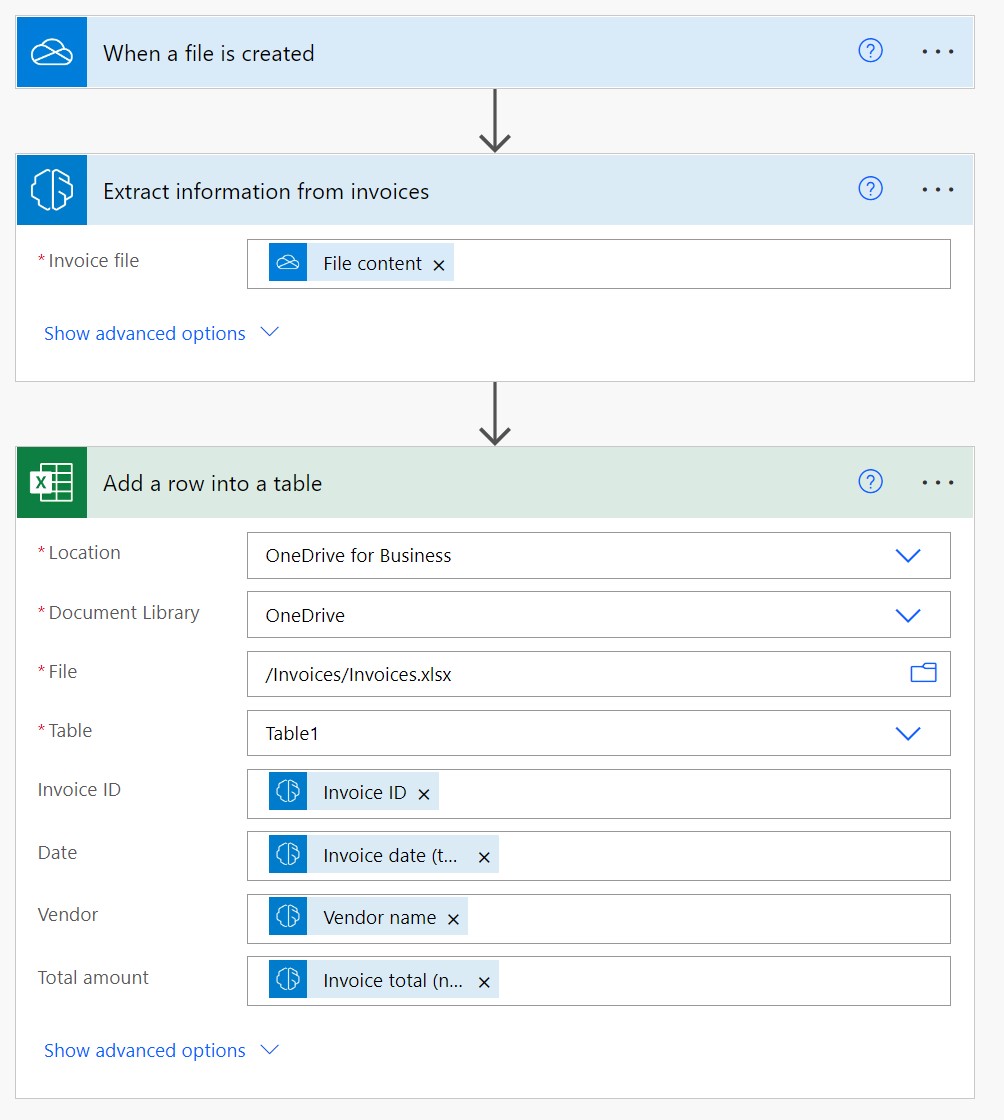 When a file is created
Extract information from invoices
* Invoice file
File content ×
Show advanced options
X
Add a row into a table
* Location
OneDrive for Business
* Document Library
OneDrive
* File
/Invoices/Invoices.xlsx
* Table
Table1
Invoice ID
Invoice ID ×
Date
Invoice date (t... ×
Vendor
Vendor name ×
Total amount
Invoice total (n... ×
Show advanced options